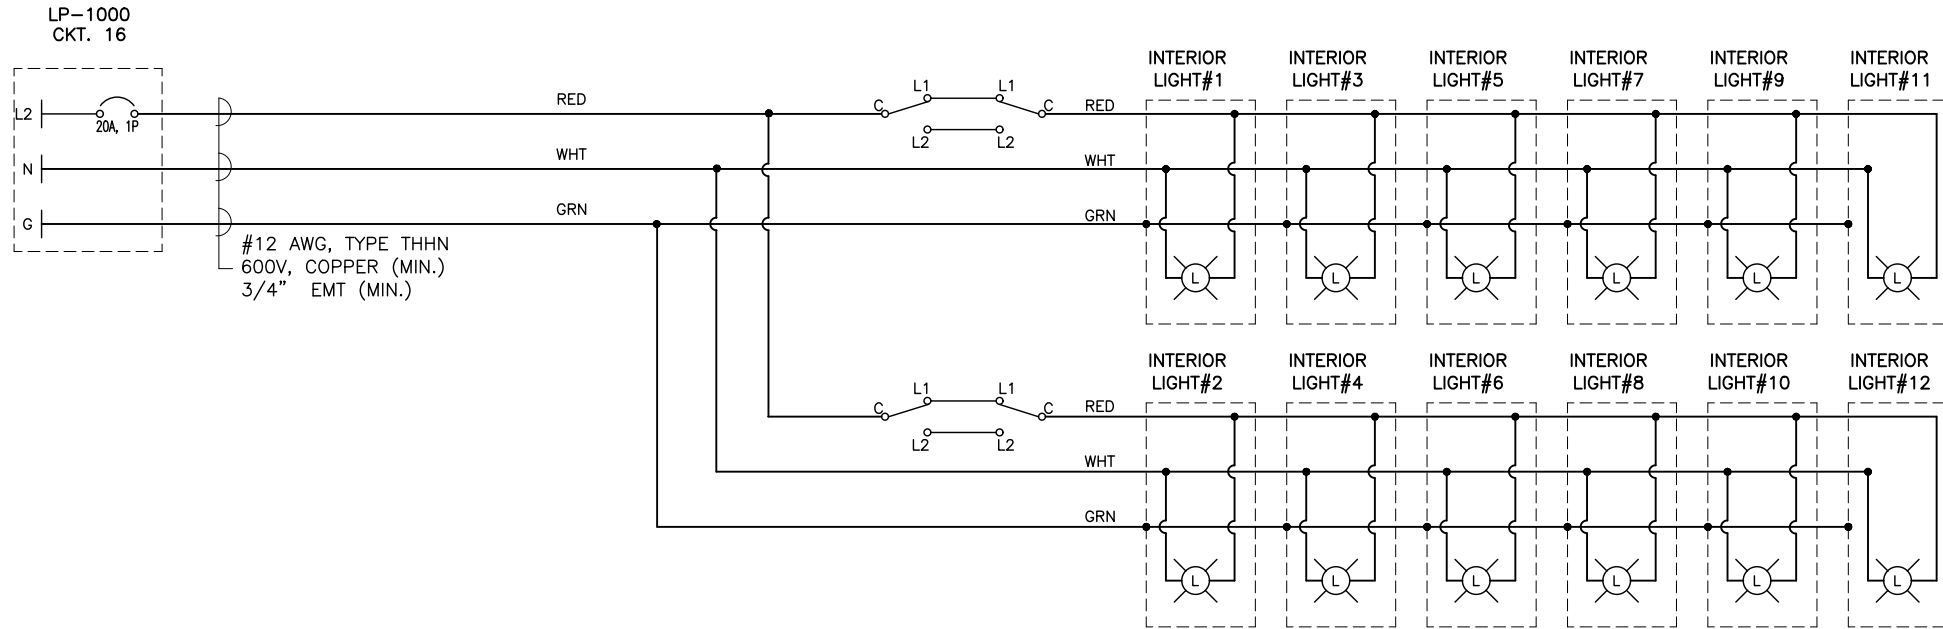 LP-1000
CKT. 16
L2
20A, 1P
N
G
RED
WHT
GRN
#12 AWG, TYPE THHN
600V, COPPER (MIN.)
3/4" EMT (MIN.)
C
L1
L1
C
L2
L2
RED
WHT
GRN
INTERIOR
LIGHT#1
INTERIOR
LIGHT#3
INTERIOR
LIGHT#5
INTERIOR
LIGHT#7
INTERIOR
LIGHT#9
INTERIOR
LIGHT#11
L
L
L
L
L
L
C
L1
L1
C
L2
L2
RED
WHT
GRN
INTERIOR
LIGHT#2
INTERIOR
LIGHT#4
INTERIOR
LIGHT#6
INTERIOR
LIGHT#8
INTERIOR
LIGHT#10
INTERIOR
LIGHT#12
L
L
L
L
L
L